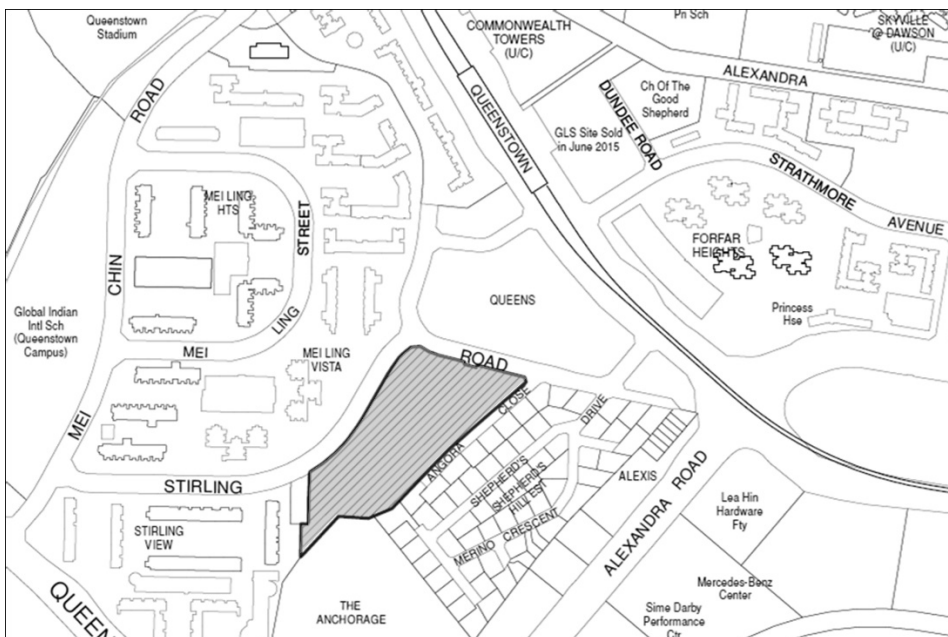 Queenstown
Stadium
COMMONWEALTH
TOWERS
(U/C)
Pn Sch
SKYVILLE
@ DAWSON
(U/C)
ALEXANDRA
ROAD
QUEENSTOWN
DUNDEE ROAD
Ch Of The
Good
Shepherd
GLS Site Sold
in June 2015
STRATHMORE
AVENUE
MEI LING
HTS
STREET
FORFAR
HEIGHTS
CHIN
QUEENS
Princess
Hse
Global Indian
Intl Sch
(Queenstown
Campus)
LING
MEI
MEI LING
VISTA
ROAD
MEI
CLOSE
DRIVE
ANGORA
SHEPHERD'S
SHEPHERD'S
HILL EST
ALEXIS
STIRLING
MERINO CRESCENT
ALEXANDRA ROAD
Lea Hin
Hardware
Fty
STIRLING
VIEW
Mercedes-Benz
Center
QUEEN
THE
ANCHORAGE
Sime Darby
Performance
Ctr